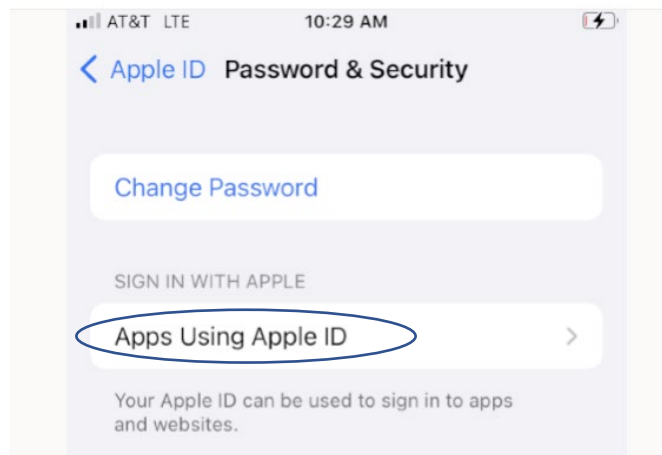 AT&T LTE 10:29 AM
Apple ID Password & Security
Change Password
SIGN IN WITH APPLE
Apps Using Apple ID
Your Apple ID can be used to sign in to apps
and websites.